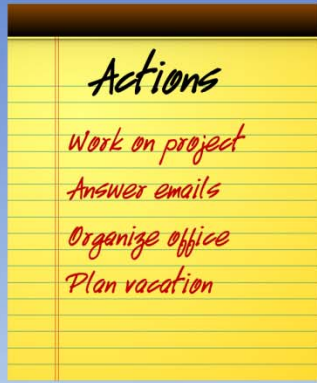 Actions
Work on project
Answer emails
Organize office
Plan vacation